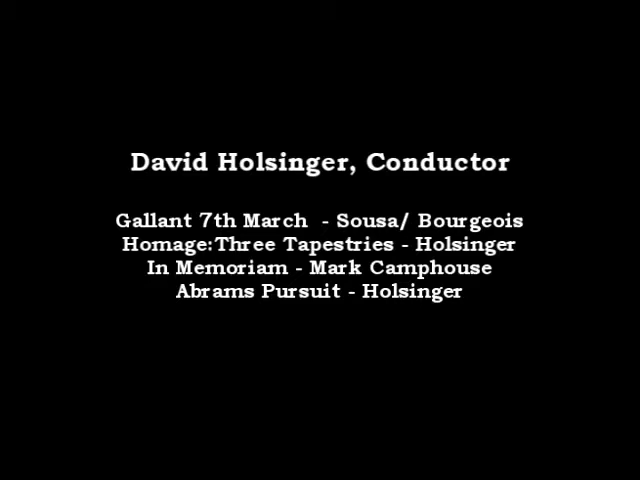 David Holsinger, Conductor
Gallant 7th March - Sousa/ Bourgeois
Homage:Three Tapestries - Holsinger
In Memoriam - Mark Camphouse
Abrams Pursuit - Holsinger